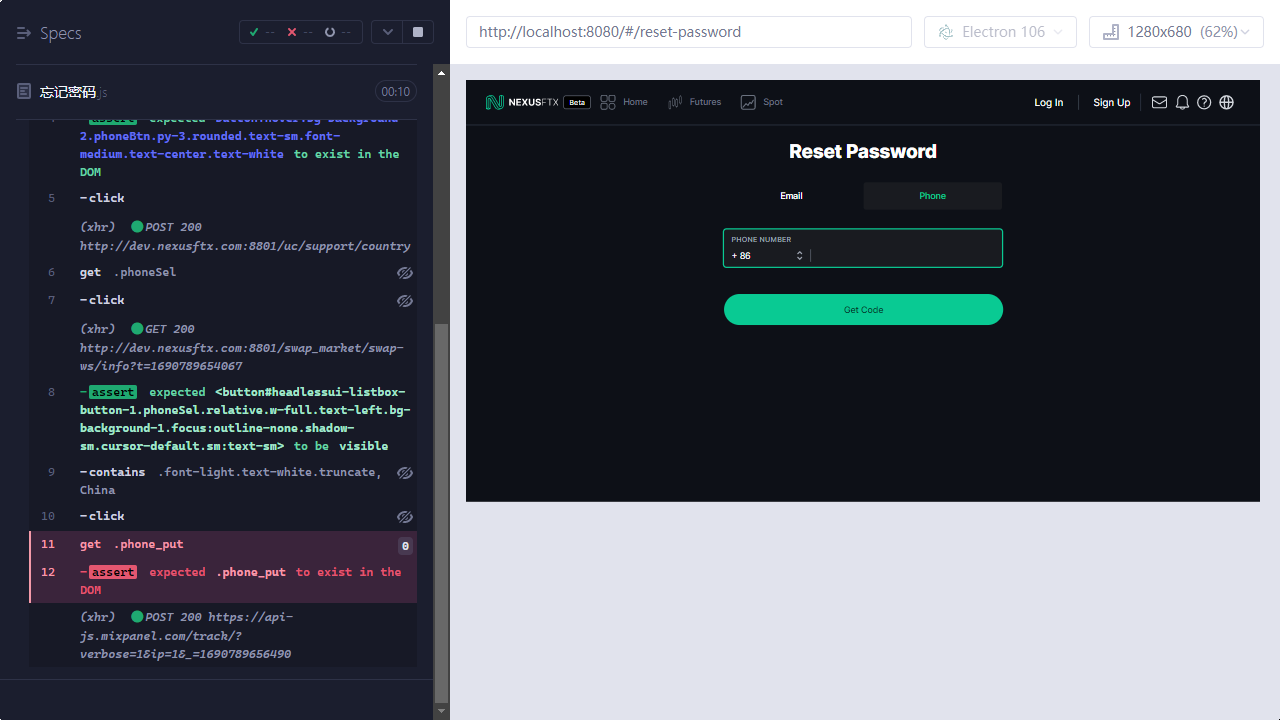 Specs
--
--
--
忘记密码.js
00:10
4
-assert expected button.hover:bg-background-
2.phoneBtn.py-3.rounded.text-sm.font-
medium.text-center.text-white to exist in the
DOM
5 -click
(xhr) POST 200
http://dev.nexusftx.com:8801/uc/support/country
6 get .phoneSel
7 -click
(xhr) GET 200
http://dev.nexusftx.com:8801/swap_market/swap-
ws/info?t=1690789654067
8 -assert expected <button#headlessui-listbox-
button-1.phoneSel.relative.w-full.text-left.bg-
background-1.focus:outline-none.shadow-
sm.cursor-default.sm:text-sm> to be visible
9 -contains .font-light.text-white.truncate,
China
10 -click
11 get .phone_put 0
12 -assert expected .phone_put to exist in the
DOM
(xhr) POST 200 https://api-
js.mixpanel.com/track/?
verbose=1&ip=1&_=1690789656490
http://localhost:8080/#/reset-password
Electron 106
1280x680 (62%)
NEXUSFTX Beta Home Futures Spot Log In Sign Up
Reset Password
Email Phone
PHONE NUMBER
+ 86
Get Code